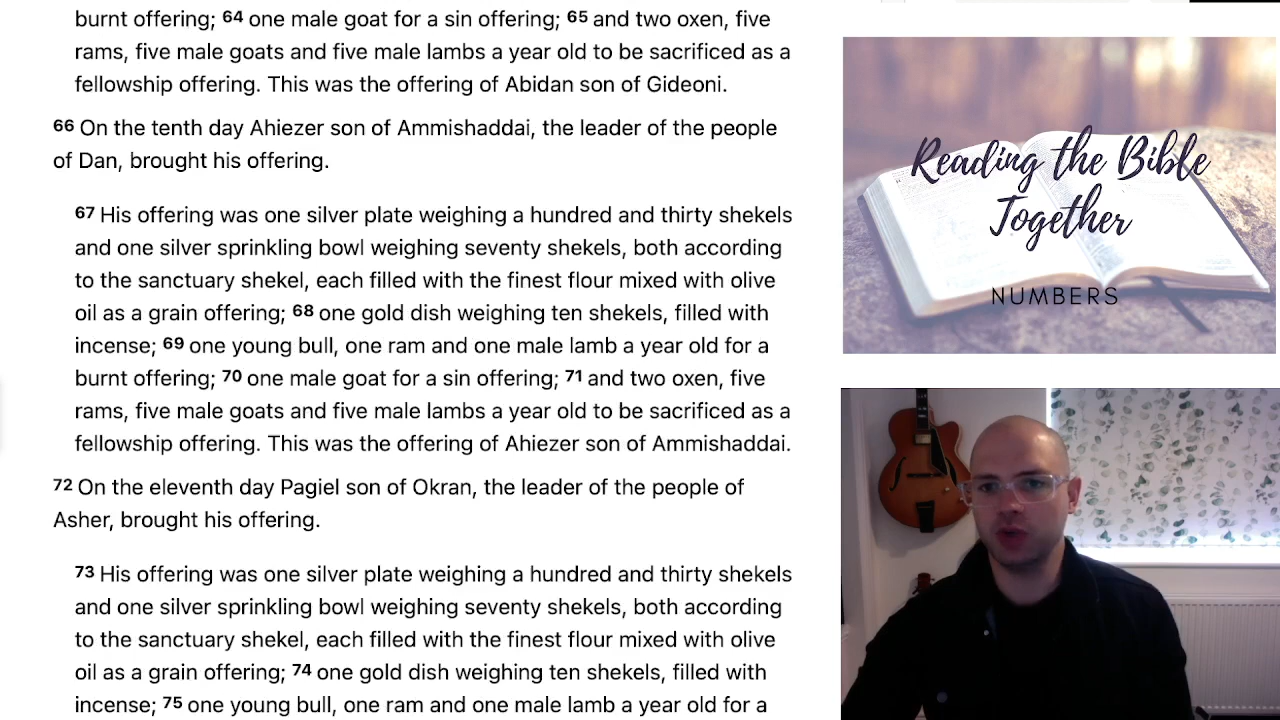 burnt offering; 64 one male goat for a sin offering; 65 and two oxen, five
rams, five male goats and five male lambs a year old to be sacrificed as a
fellowship offering. This was the offering of Abidan son of Gideoni.
66 On the tenth day Ahiezer son of Ammishaddai, the leader of the people
of Dan, brought his offering.
67 His offering was one silver plate weighing a hundred and thirty shekels
and one silver sprinkling bowl weighing seventy shekels, both according
to the sanctuary shekel, each filled with the finest flour mixed with olive
oil as a grain offering; 68 one gold dish weighing ten shekels, filled with
incense; 69 one young bull, one ram and one male lamb a year old for a
burnt offering; 70 one male goat for a sin offering; 71 and two oxen, five
rams, five male goats and five male lambs a year old to be sacrificed as a
fellowship offering. This was the offering of Ahiezer son of Ammishaddai.
72 On the eleventh day Pagiel son of Okran, the leader of the people of
Asher, brought his offering.
73 His offering was one silver plate weighing a hundred and thirty shekels
and one silver sprinkling bowl weighing seventy shekels, both according
to the sanctuary shekel, each filled with the finest flour mixed with olive
oil as a grain offering; 74 one gold dish weighing ten shekels, filled with
incense; 75 one young bull, one ram and one male lamb a year old for a
Reading the Bible
Together
NUMBERS